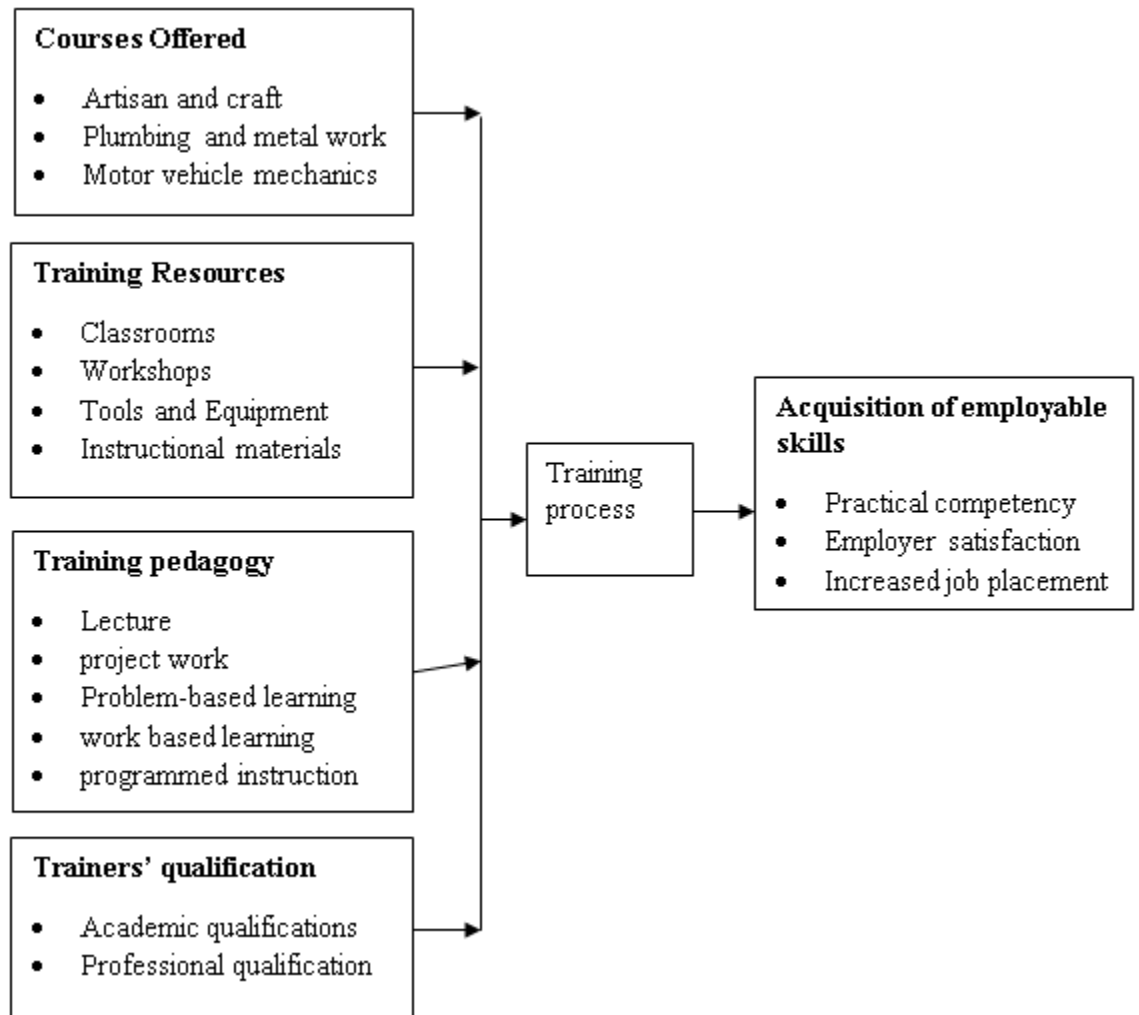 Courses Offered
• Artisan and craft
• Plumbing and metal work
• Motor vehicle mechanics
Training Resources
• Classrooms
• Workshops
• Tools and Equipment
• Instructional materials
Training pedagogy
• Lecture
• project work
• Problem-based learning
• work based learning
• programmed instruction
Trainers’ qualification
• Academic qualifications
• Professional qualification
Training
process
Acquisition of employable
skills
• Practical competency
• Employer satisfaction
• Increased job placement